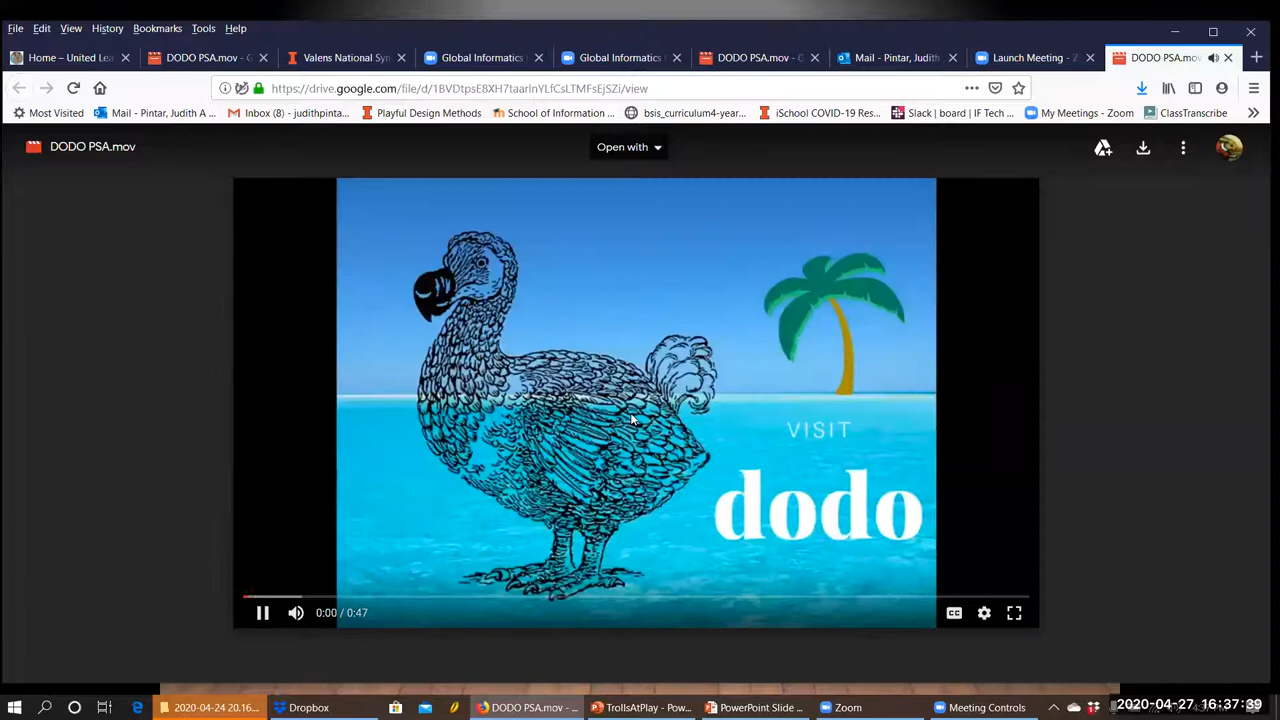 File Edit View History Bookmarks Tools Help
Home – United Lea
DODO PSA.mov - G
Valens National Syn
GlobalInformatics
Global Informatics
DODO PSA.mov - G
Mail - Pintar, Judith
Launch Meeting - Z
DODO PSA.mov
https://drive.google.com/file/d/1BVDtpsE8XH7taarlnYLfCsLTMFsEjSZi/view
Most Visited
Mail - Pintar, Judith A ...
Inbox (8) - judithpinta...
Playful Design Methods
School of Information ...
bsis_curriculum4-year...
iSchool COVID-19 Res...
Slack | board | IF Tech ...
My Meetings - Zoom
ClassTranscribe
DODO PSA.mov
Open with
VISIT
dodo
0:00 / 0:47
CC
2020-04-24 20.16....
Dropbox
DODO PSA.mov - ...
TrollsAtPlay - Pow...
PowerPoint Slide ...
Zoom
Meeting Controls
2020-04-27 16:37:39